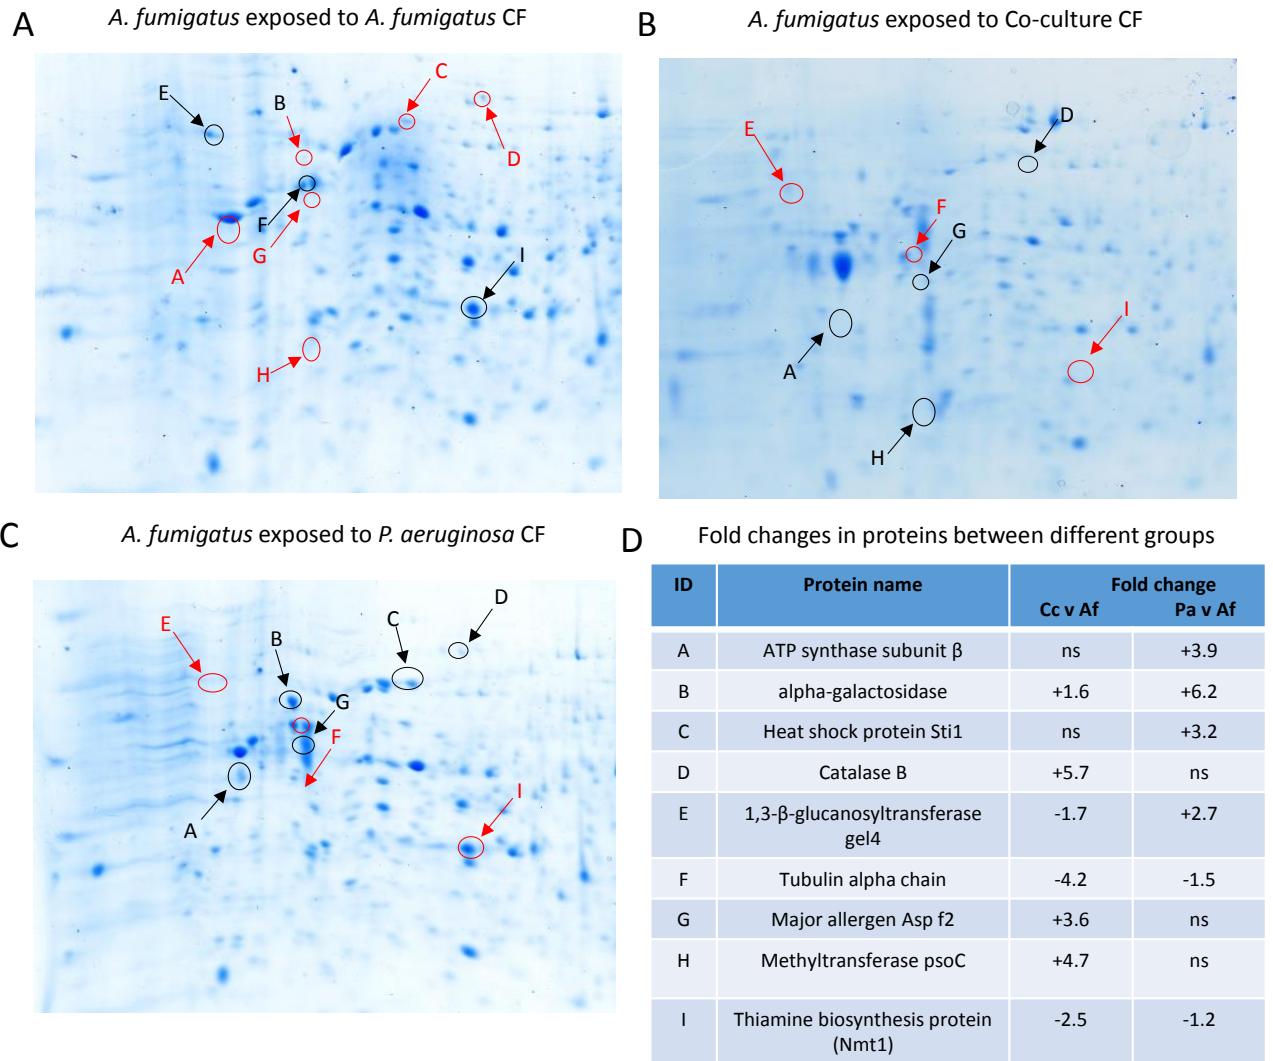 A
A. fumigatus exposed to A. fumigatus CF
E
B
C
D
F
G
A
I
H
B
A. fumigatus exposed to Co-culture CF
D
E
F
G
I
A
H
C
A. fumigatus exposed to P. aeruginosa CF
D
C
E
B
G
F
I
A
D
Fold changes in proteins between different groups
ID Protein name Fold change
Cc v Af Pa v Af
A ATP synthase subunit β ns +3.9
B alpha-galactosidase +1.6 +6.2
C Heat shock protein Sti1 ns +3.2
D Catalase B +5.7 ns
E 1,3-β-glucanosyltransferase -1.7 +2.7
gel4
F Tubulin alpha chain -4.2 -1.5
G Major allergen Asp f2 +3.6 ns
H Methyltransferase psoC +4.7 ns
I Thiamine biosynthesis protein -2.5 -1.2
(Nmt1)